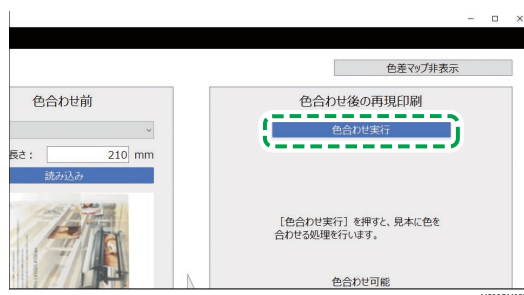 色差マップ非表示
色合わせ前
長さ： 210 mm
読み込み
色合わせ後の再現印刷
色合わせ実行
［色合わせ実行］を押すと、見本に色を
合わせる処理を行います。
色合わせ可能